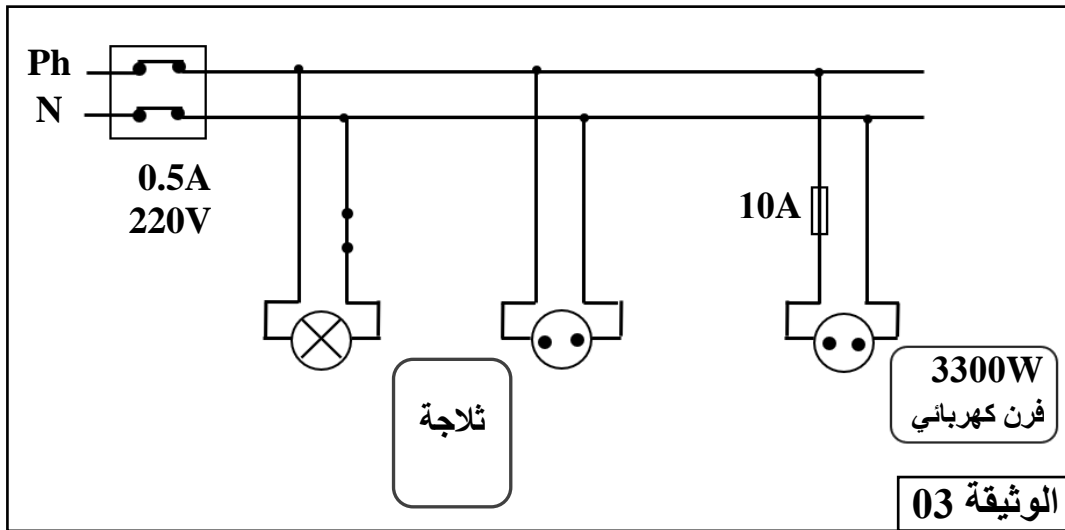 Ph
N
0.5A
220V
10A
ثلاجة
3300W
فرن كهربائي
الوثيقة 03